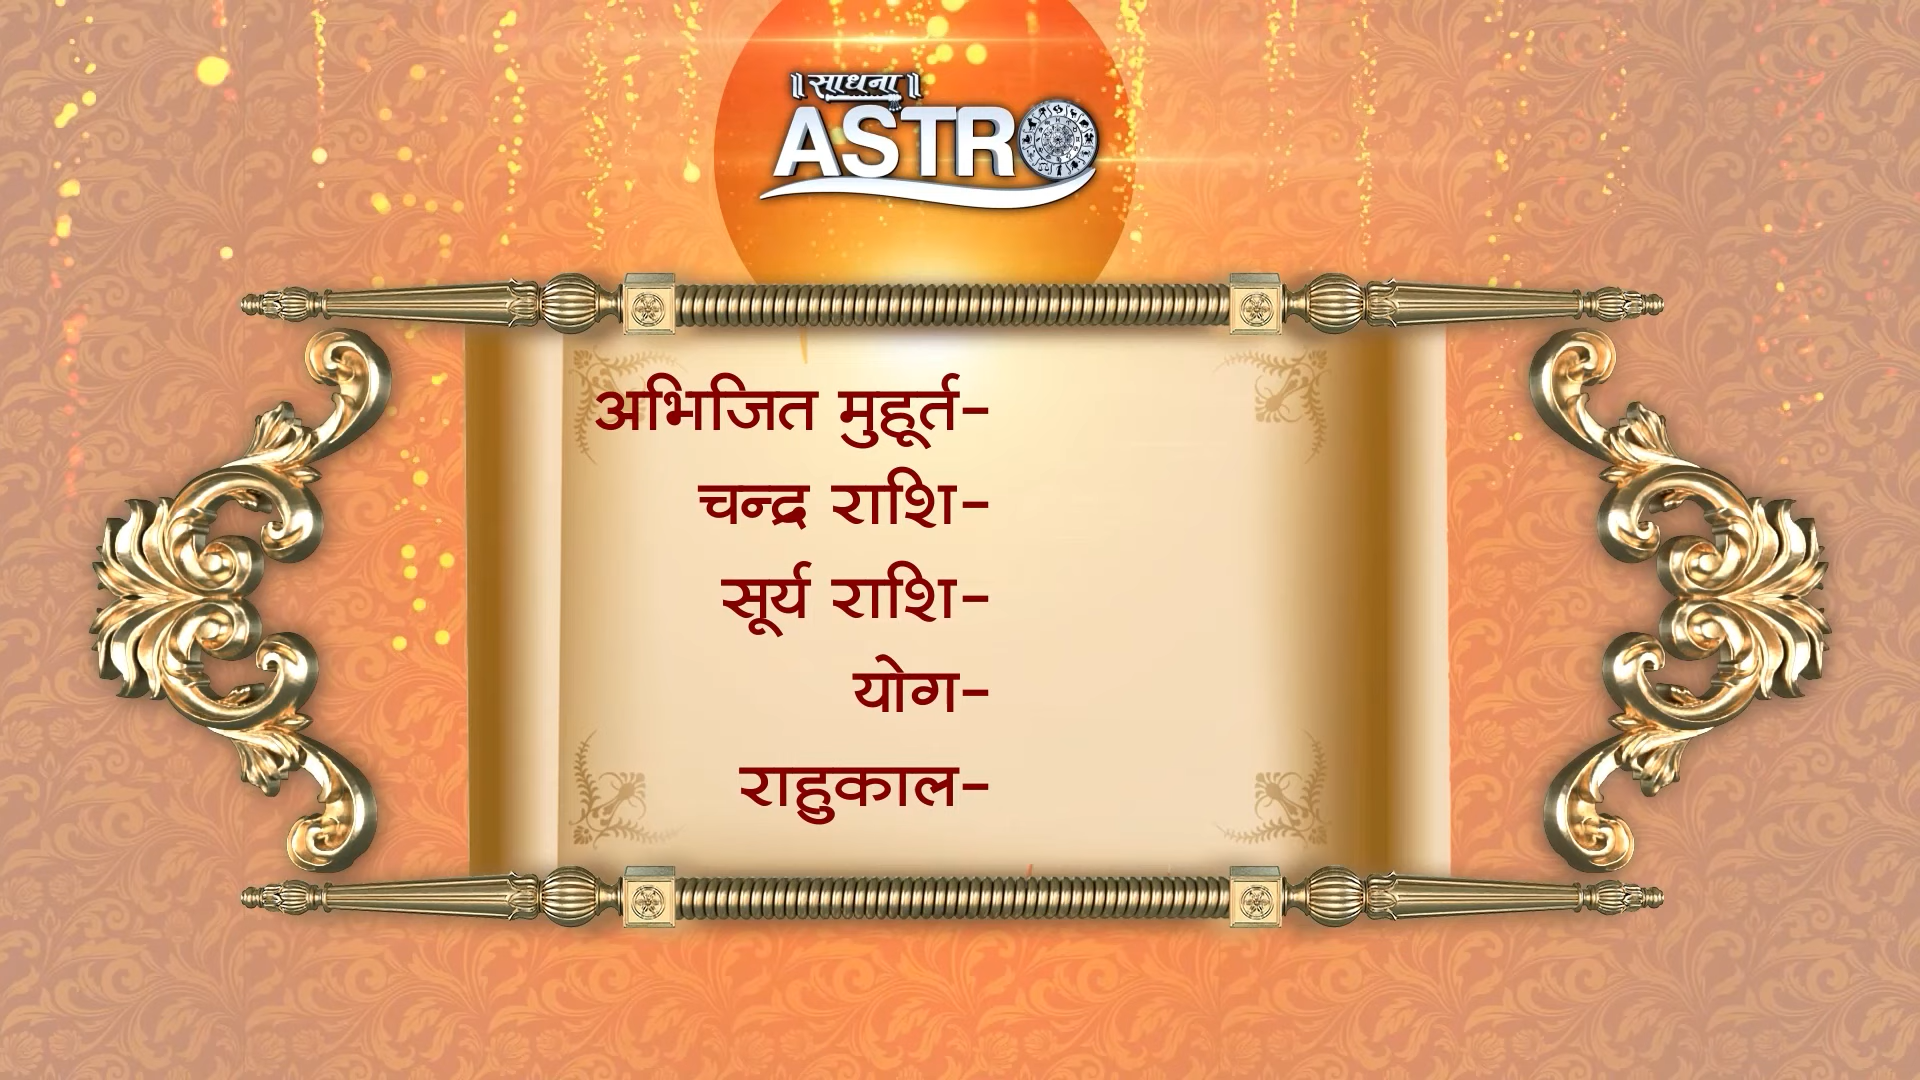 ॥साधना॥
ASTRO
अभिजित मुहूर्त-
चन्द्र राशि-
सूर्य राशि-
योग-
राहुकाल-